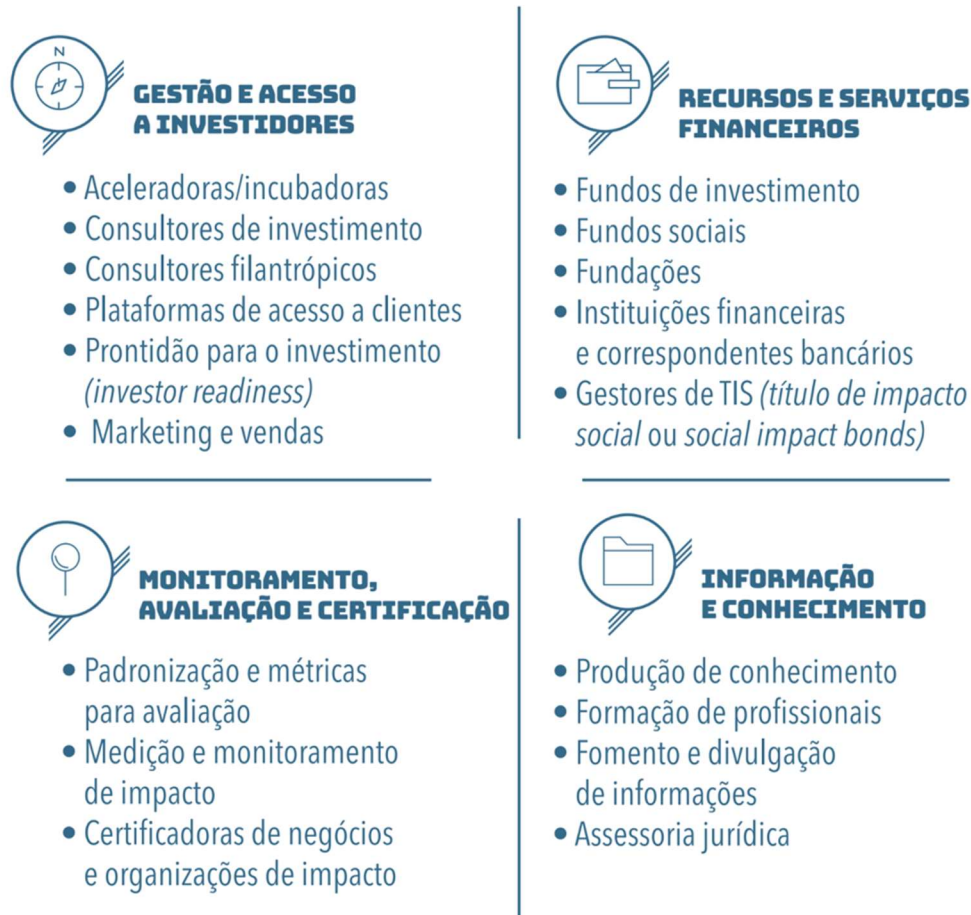 N
GESTÃO E ACESSO
A INVESTIDORES
• Aceleradoras/incubadoras
• Consultores de investimento
• Consultores filantrópicos
• Plataformas de acesso a clientes
• Prontidão para o investimento
(investor readiness)
• Marketing e vendas
RECURSOS E SERVIÇOS
FINANCEIROS
• Fundos de investimento
• Fundos sociais
• Fundações
• Instituições financeiras
e correspondentes bancários
• Gestores de TIS (título de impacto
social ou social impact bonds)
MONITORAMENTO,
AVALIAÇÃO E CERTIFICAÇÃO
• Padronização e métricas
para avaliação
• Medição e monitoramento
de impacto
• Certificadoras de negócios
e organizações de impacto
INFORMAÇÃO
E CONHECIMENTO
• Produção de conhecimento
• Formação de profissionais
• Fomento e divulgação
de informações
• Assessoria jurídica